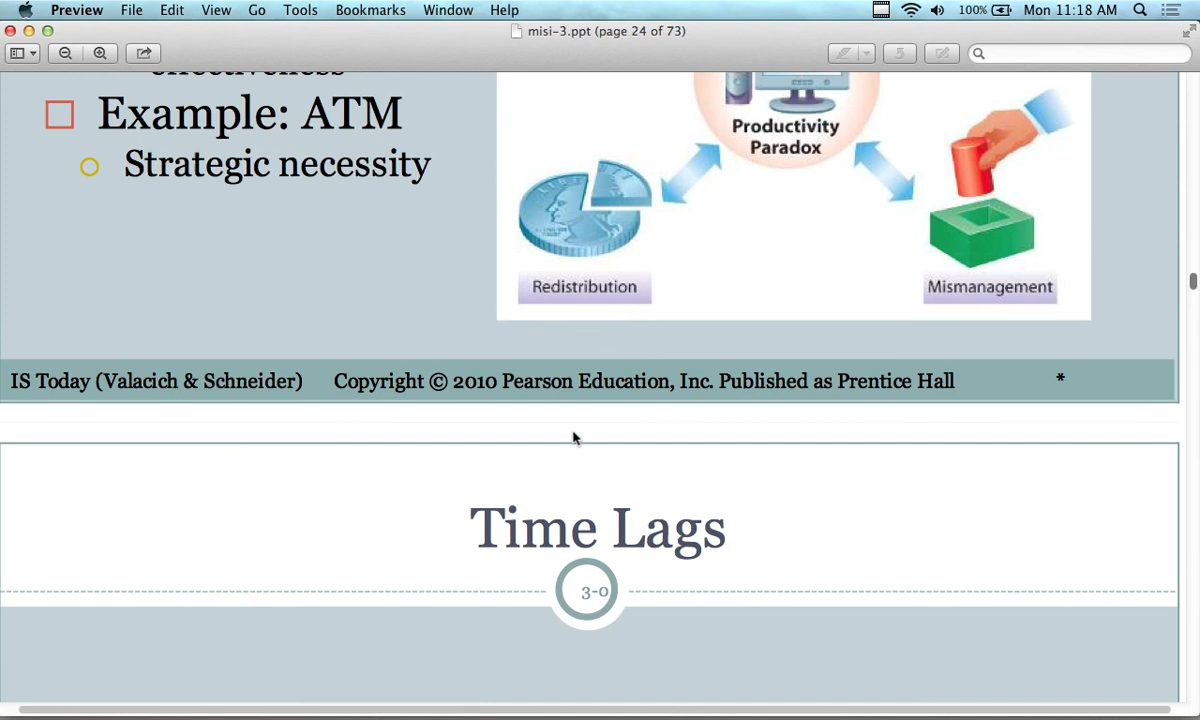 Preview File Edit View Go Tools Bookmarks Window Help 100% Mon 11:18 AM
misi-3.ppt (page 24 of 73)
5
effectiveness
Example: ATM
Strategic necessity
Productivity
Paradox
Redistribution
Mismanagement
IS Today (Valacich & Schneider) Copyright © 2010 Pearson Education, Inc. Published as Prentice Hall *
Time Lags
3-0